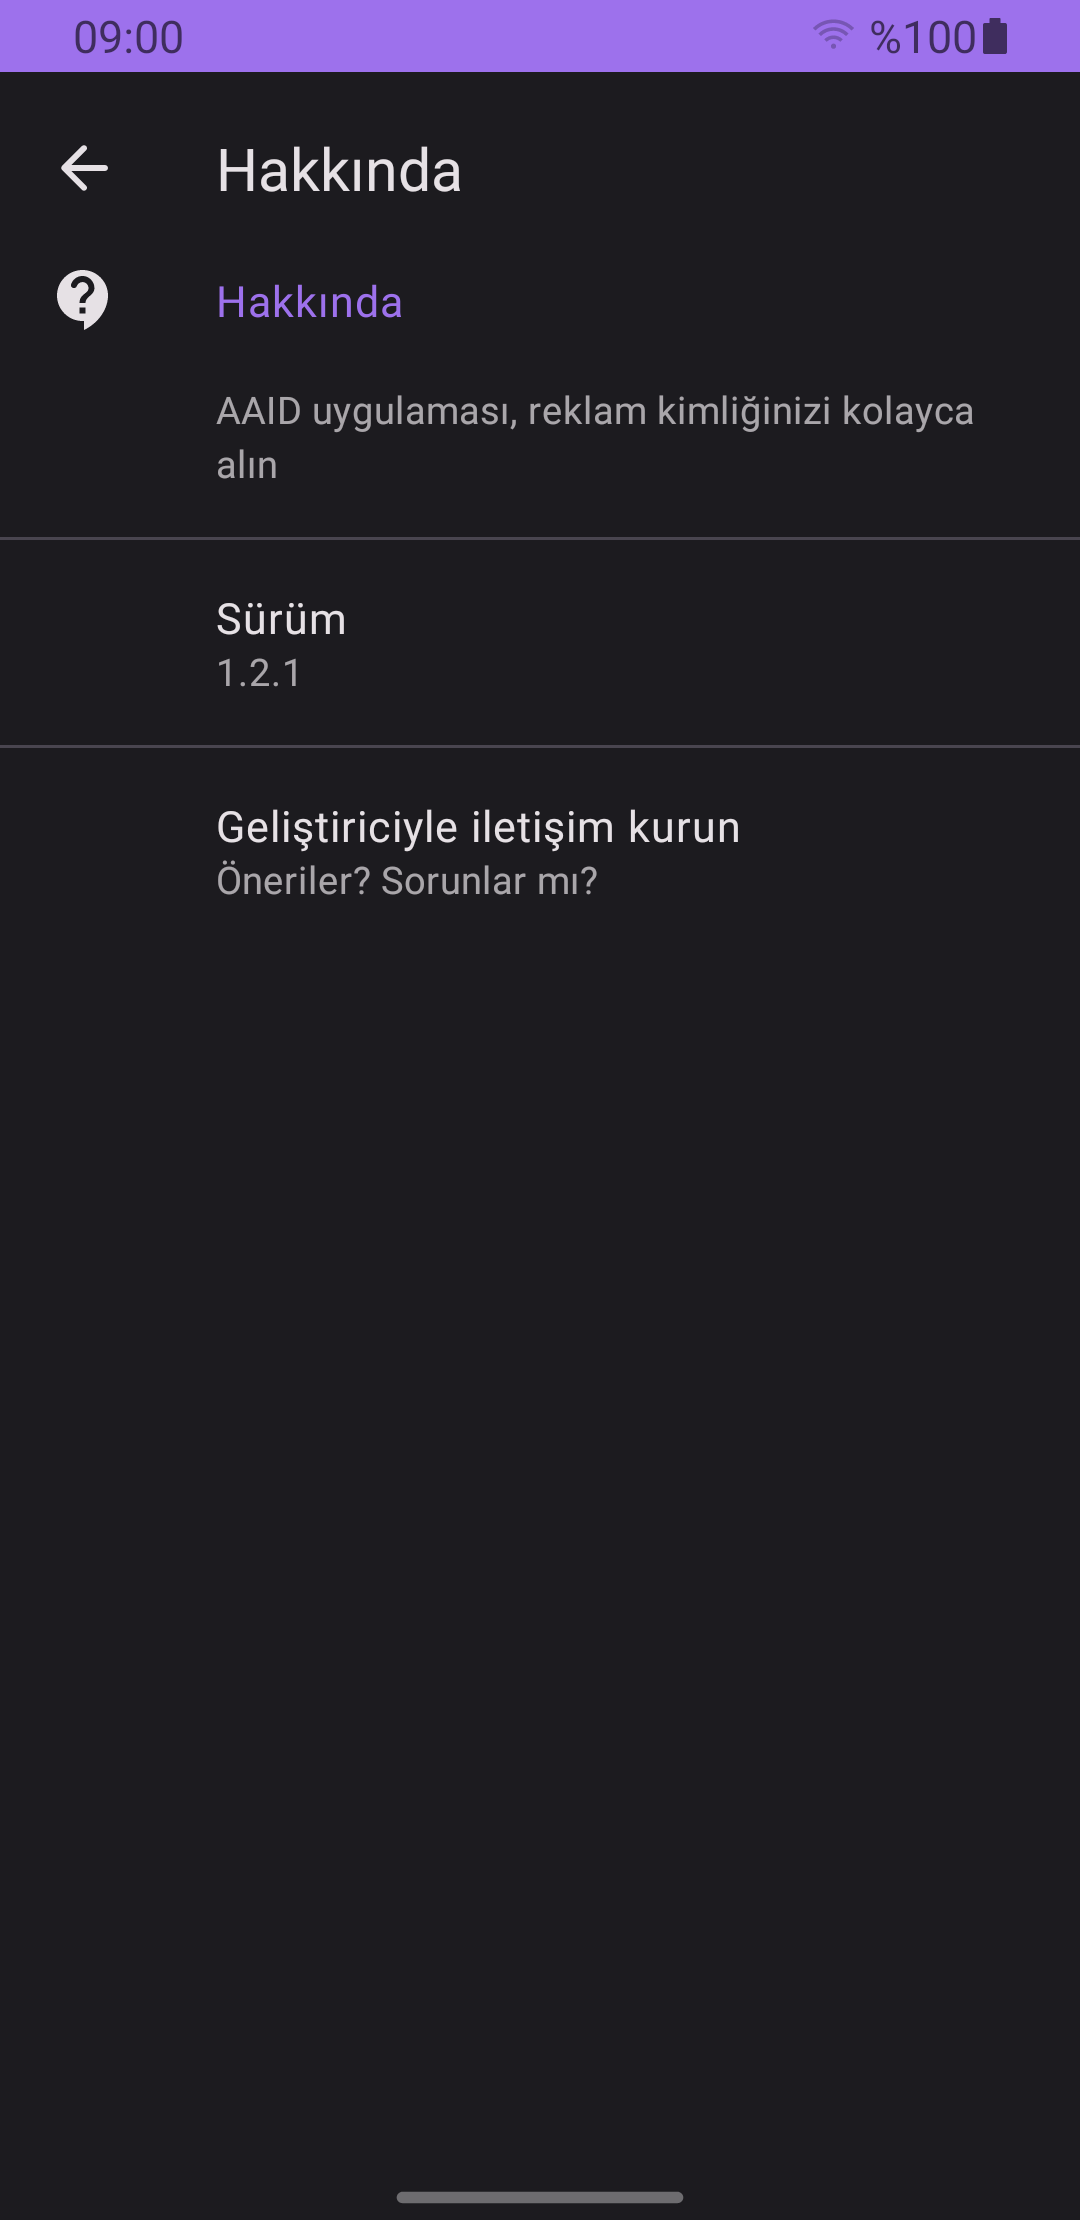 09:00 %100
Hakkında
Hakkında
AAID uygulaması, reklam kimliğinizi kolayca
alın
Sürüm
1.2.1
Geliştiriciyle iletişim kurun
Öneriler? Sorunlar mı?